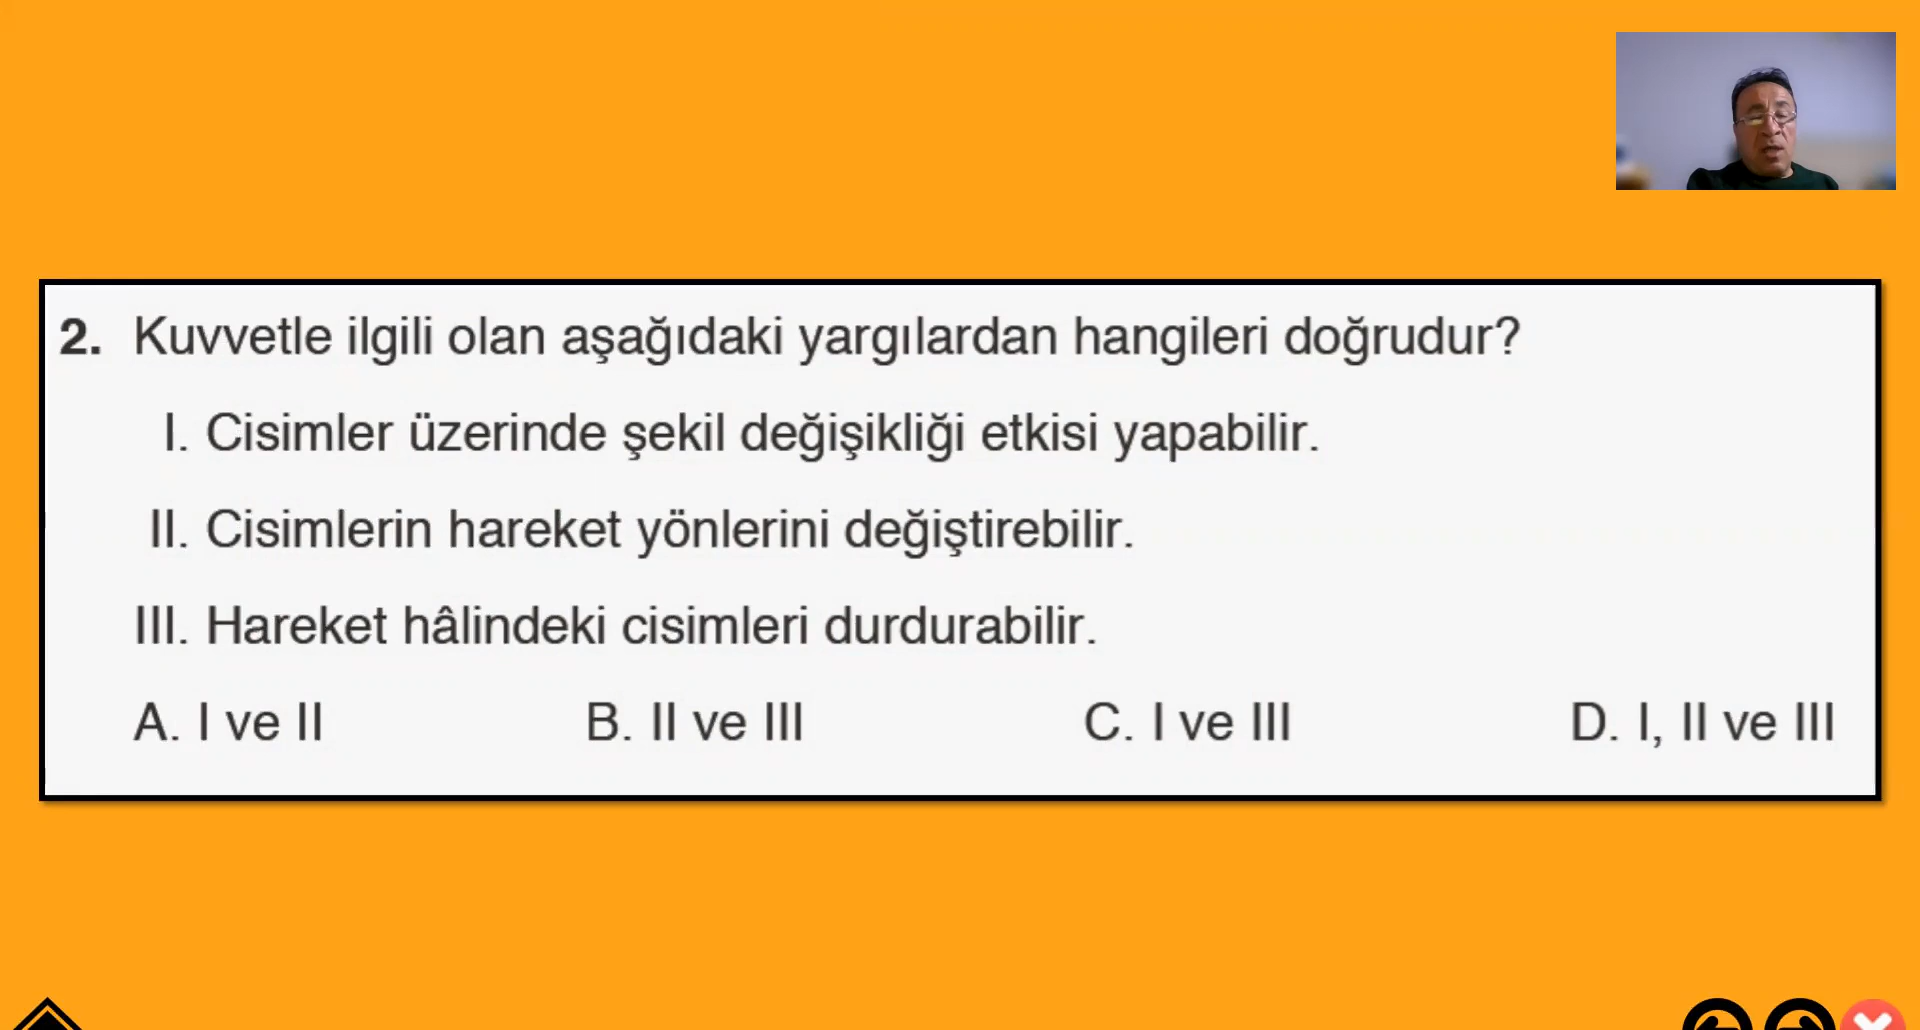 2. Kuvvetle ilgili olan aşağıdaki yargılardan hangileri doğrudur?
I. Cisimler üzerinde şekil değişikliği etkisi yapabilir.
II. Cisimlerin hareket yönlerini değiştirebilir.
III. Hareket hâlindeki cisimleri durdurabilir.
A. I ve II B. II ve III C. I ve III D. I, II ve III